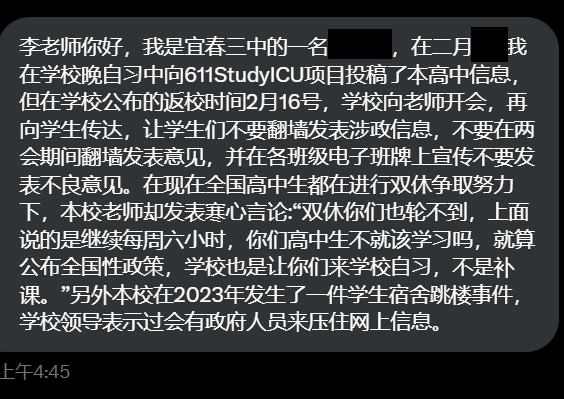 李老师你好，我是宜春三中的一名，在二月我
在学校晚自习中向611StudyICU项目投稿了本高中信息，
但在学校公布的返校时间2月16号，学校向老师开会，再
向学生传达，让学生们不要翻墙发表涉政信息，不要在两
会期间翻墙发表意见，并在各班级电子班牌上宣传不要发
表不良意见。在现在全国高中生都在进行双休争取努力
下，本校老师却发表寒心言论:“双休你们也轮不到，上面
说的是继续每周六小时，你们高中生不就该学习吗，就算
公布全国性政策，学校也是让你们来学校自习，不是补
课。”另外本校在2023年发生了一件学生宿舍跳楼事件，
学校领导表示过会有政府人员来压住网上信息。
上午4:45